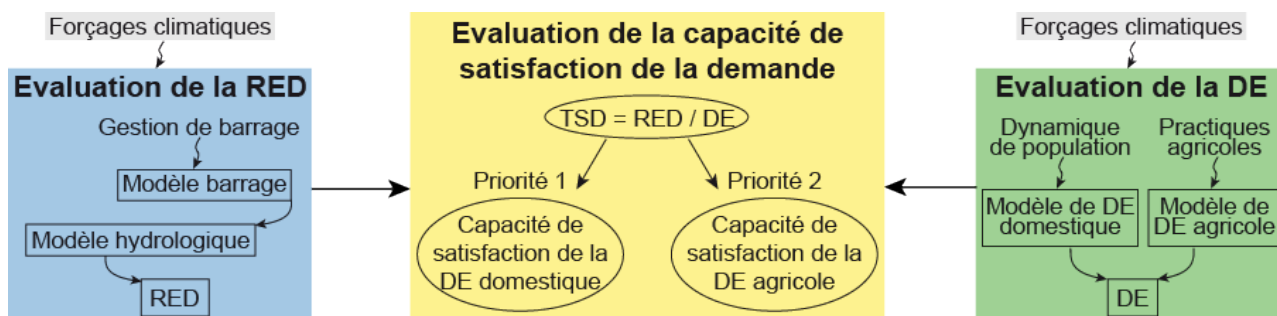 Forçages climatiques
Evaluation de la RED
Gestion de barrage
Modèle barrage
Modèle hydrologique
RED
Evaluation de la capacité de
satisfaction de la demande
TSD = RED / DE
Priorité 1
Priorité 2
Capacité de
satisfaction de la
DE domestique
Capacité de
satisfaction de la
DE agricole
Forçages climatiques
Evaluation de la DE
Dynamique
de population
Practiques
agricoles
Modèle de DE
domestique
Modèle de
DE agricole
DE